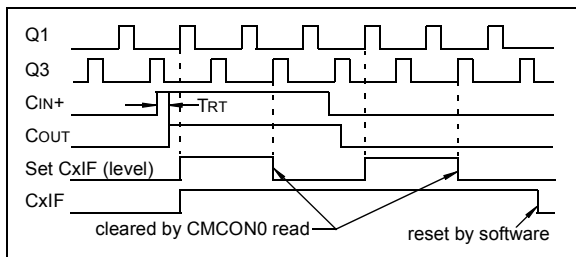 Q1
Q3
CIN+
TRT
COUT
Set CxIF (level)
CxIF
cleared by CMCON0 read
reset by software